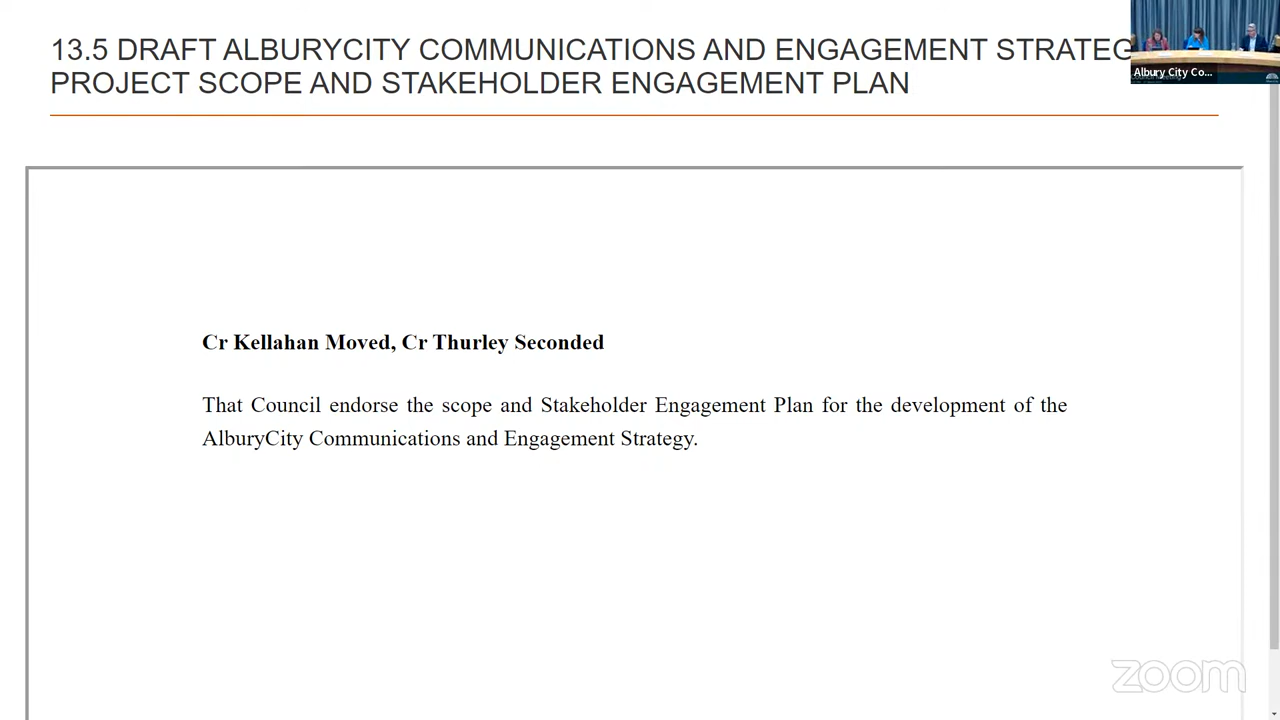 13.5 DRAFT ALBURYCITY COMMUNICATIONS AND ENGAGEMENT STRATEG
PROJECT SCOPE AND STAKEHOLDER ENGAGEMENT PLAN
Albury City Co...
Cr Kellahan Moved, Cr Thurley Seconded
That Council endorse the scope and Stakeholder Engagement Plan for the development of the
AlburyCity Communications and Engagement Strategy.
zoom